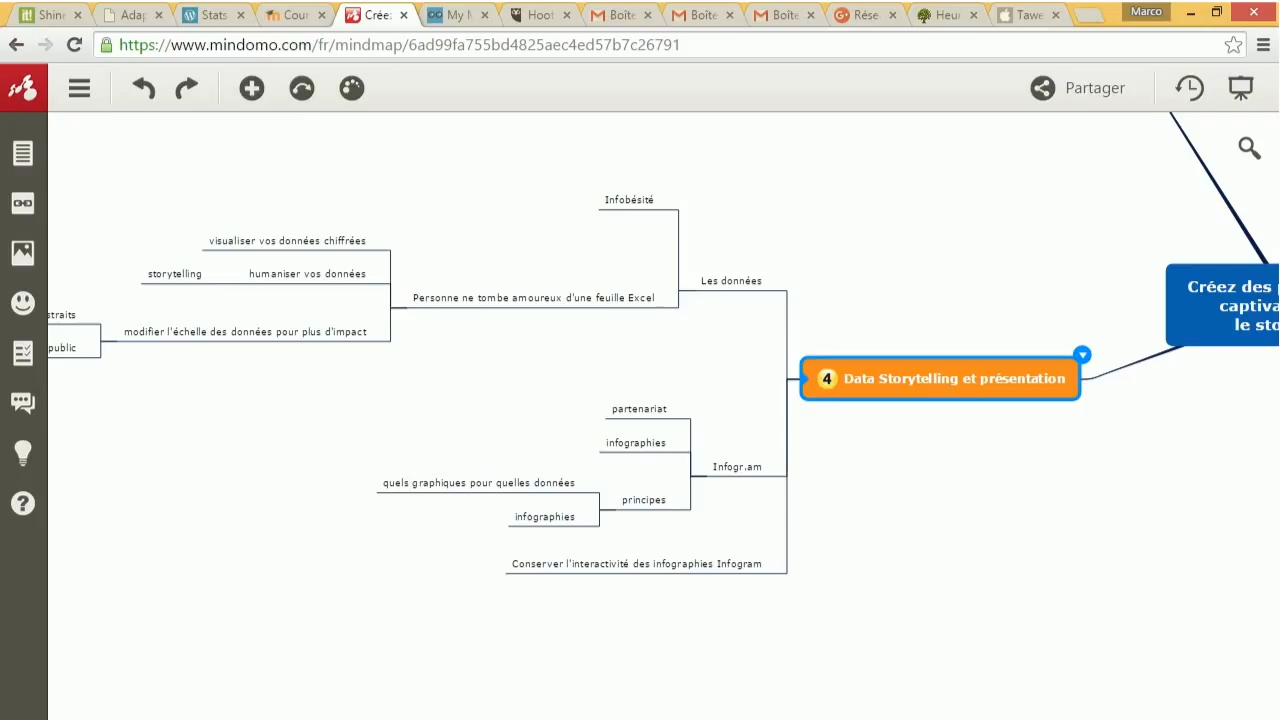 Shine
Adap
Stats
Cour
Crée
My M
Hoot
Boîte
Boîte
Boîte
Rése
Heur
Tawe
Marco
https://www.mindomo.com/fr/mindmap/6ad99fa755bd4825aec4ed57b7c26791
Partager
Infobésité
visualiser vos données chiffrées
storytelling
humaniser vos données
Les données
Personne ne tombe amoureux d'une feuille Excel
straits
modifier l'échelle des données pour plus d'impact
public
Créez des
captiva
le sto
4 Data Storytelling et présentation
partenariat
infographies
Infogr.am
quels graphiques pour quelles données
principes
infographies
Conserver l'interactivité des infographies Infogram